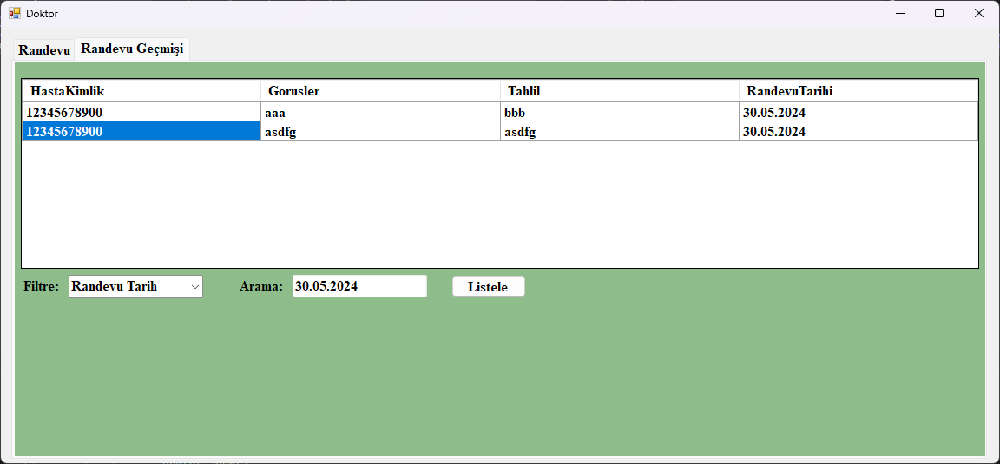 Doktor
Randevu Randevu Geçmişi
HastaKimlik Gorusler Tahlil RandevuTarihi
12345678900 aaa bbb 30.05.2024
12345678900 asdfg asdfg 30.05.2024
Filtre: Randevu Tarih Arama: 30.05.2024 Listele